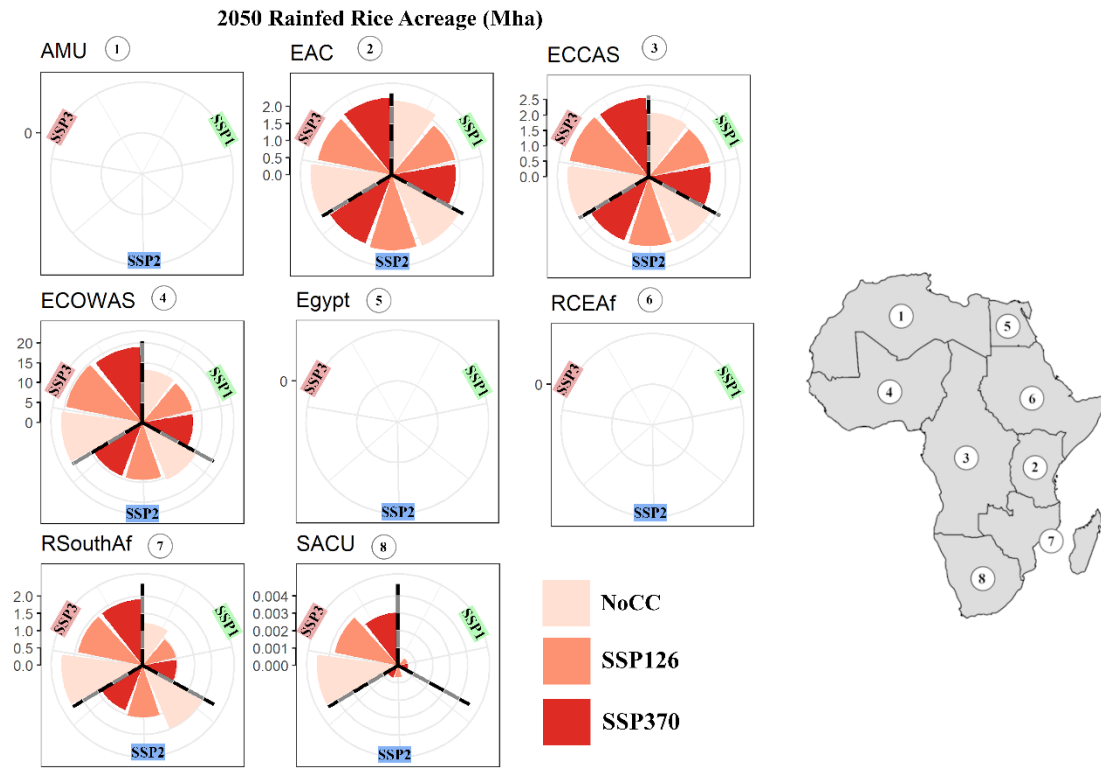 2050 Rainfed Rice Acreage (Mha)
AMU 1
EAC 2
ECCAS 3
0
SSP3
SSP1
SSP2
2.0
1.5
1.0
0.5
0.0
SSP3
SSP1
SSP2
2.5
2.0
1.5
1.0
0.5
0.0
SSP3
SSP1
SSP2
ECOWAS 4
Egypt 5
RCEAf 6
20
15
10
5
0
SSP3
SSP1
SSP2
0
SSP3
SSP1
SSP2
0
SSP3
SSP1
SSP2
RSouthAf 7
SACU 8
2.0
1.5
1.0
0.5
0.0
SSP3
SSP1
SSP2
0.004
0.003
0.002
0.001
0.000
SSP3
SSP1
SSP2
NoCC
SSP126
SSP370
1
5
4
6
3
2
7
8